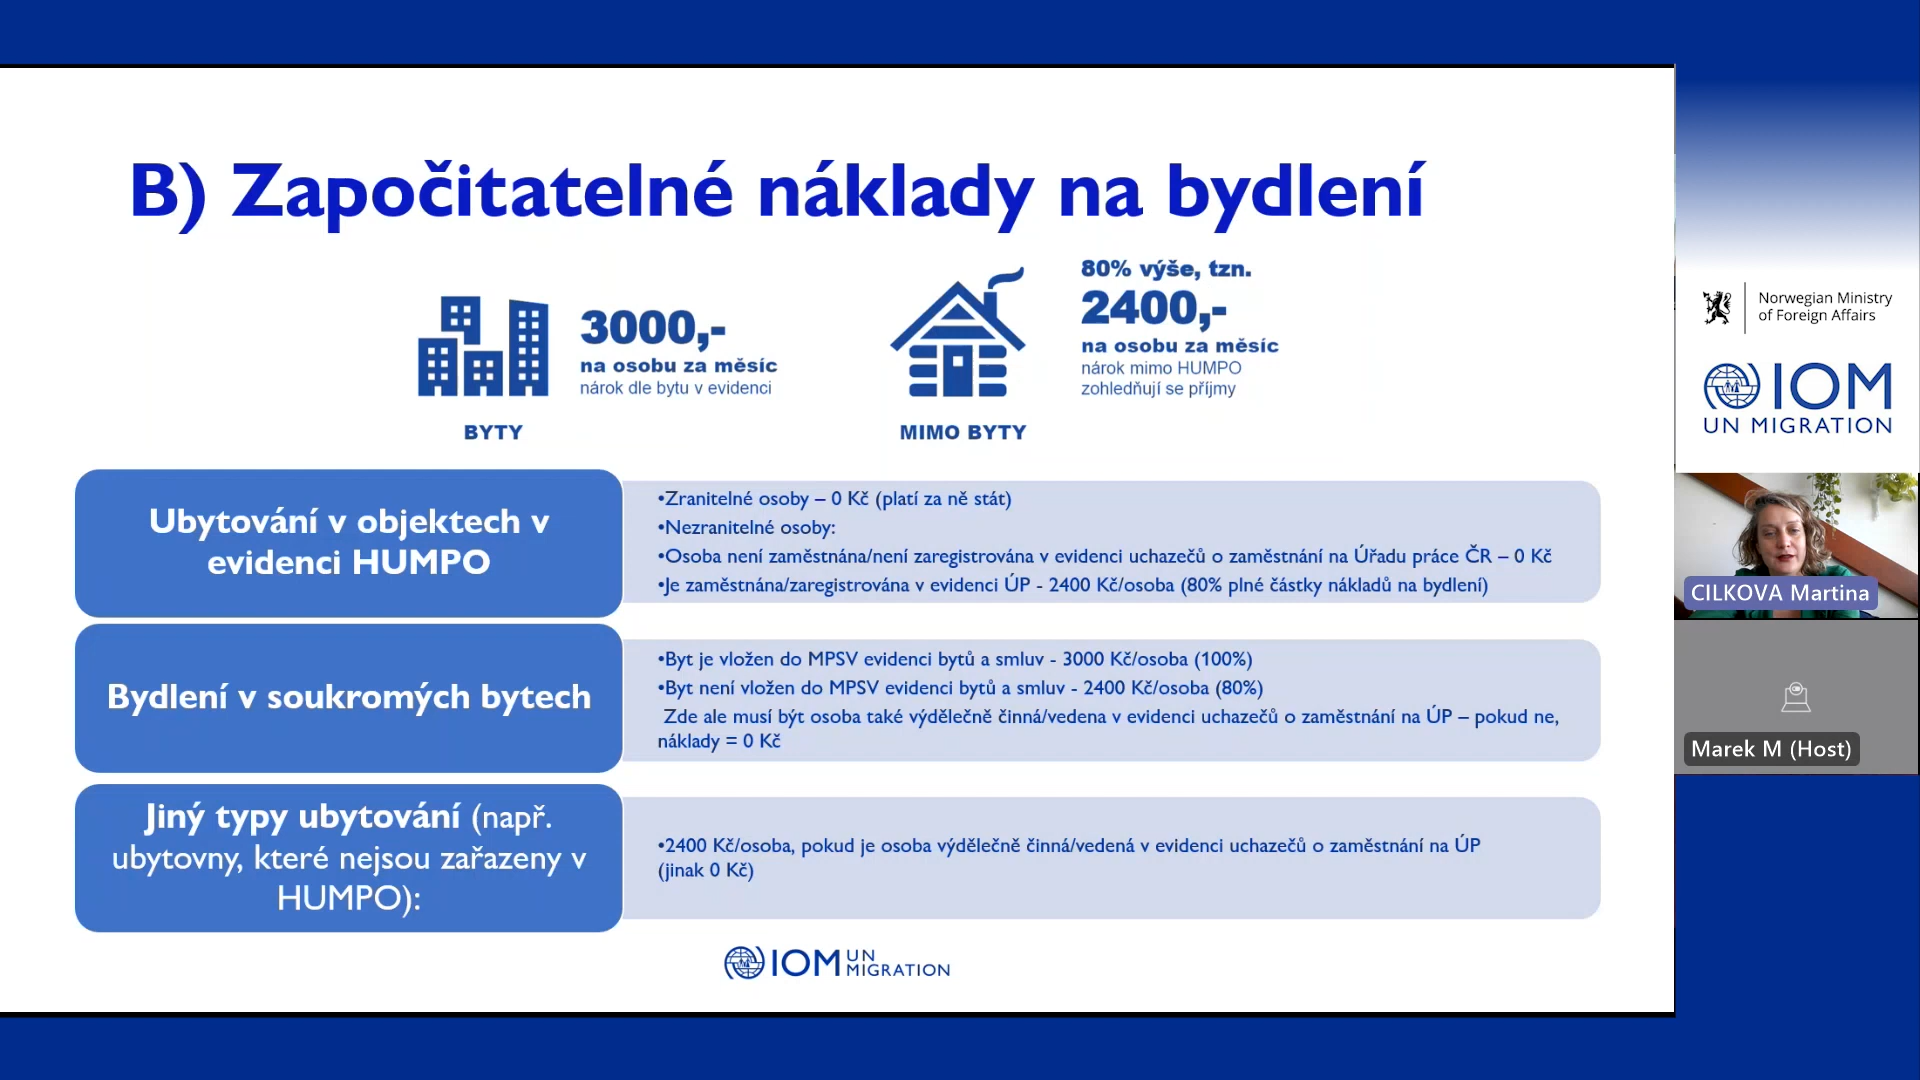 B) Započitatelné náklady na bydlení
3000,-
na osobu za měsíc
nárok dle bytu v evidenci
BYTY
80% výše, tzn.
2400,-
na osobu za měsíc
nárok mimo HUMPO
zohledňují se příjmy
MIMO BYTY
Ubytování v objektech v
evidenci HUMPO
•Zranitelné osoby – 0 Kč (platí za ně stát)
•Nezranitelné osoby:
•Osoba není zaměstnána/není zaregistrována v evidenci uchazečů o zaměstnání na Úřadu práce ČR – 0 Kč
•Je zaměstnána/zaregistrována v evidenci ÚP - 2400 Kč/osoba (80% plné částky nákladů na bydlení)
Bydlení v soukromých bytech
•Byt je vložen do MPSV evidenci bytů a smluv - 3000 Kč/osoba (100%)
•Byt není vložen do MPSV evidenci bytů a smluv - 2400 Kč/osoba (80%)
Zde ale musí být osoba také výdělečně činná/vedena v evidenci uchazečů o zaměstnání na ÚP – pokud ne,
náklady = 0 Kč
Jiný typy ubytování (např.
ubytovny, které nejsou zařazeny v
HUMPO):
•2400 Kč/osoba, pokud je osoba výdělečně činná/vedená v evidenci uchazečů o zaměstnání na ÚP
(jinak 0 Kč)
IOM UN MIGRATION
Norwegian Ministry
of Foreign Affairs
IOM
UN MIGRATION
CILKOVA Martina
Marek M (Host)